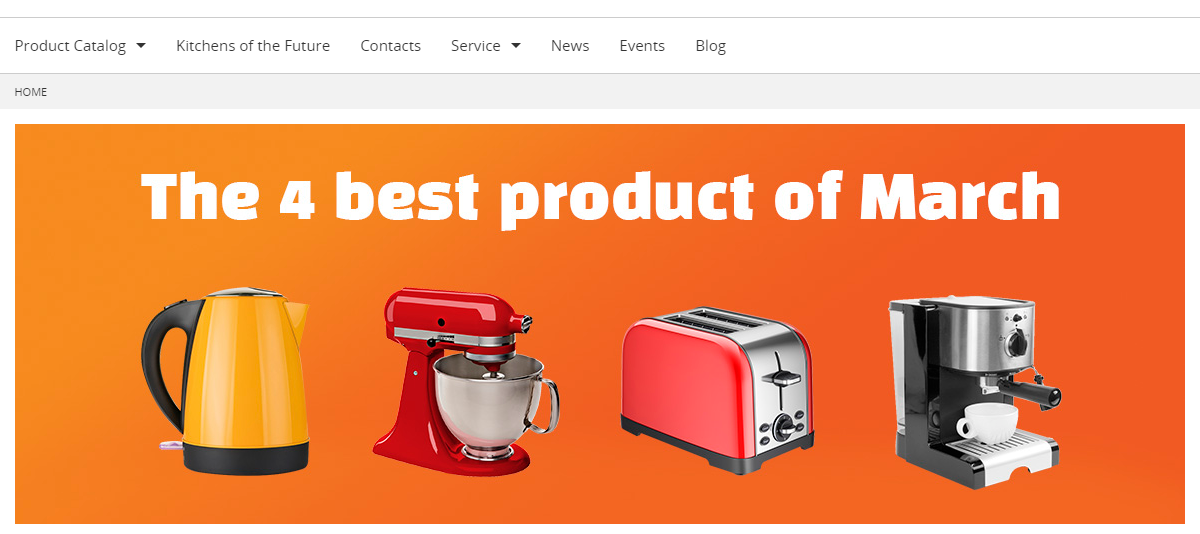 Product Catalog Kitchens of the Future Contacts Service News Events Blog
HOME
The 4 best product of March